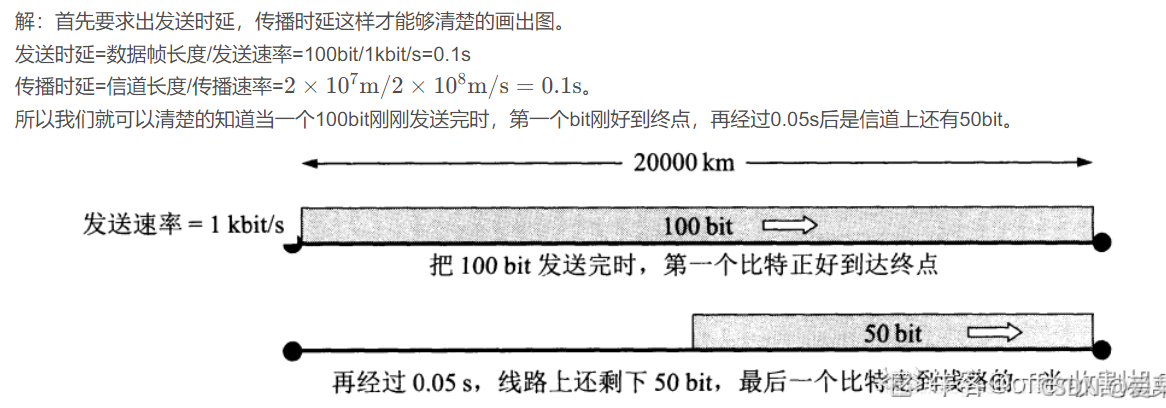 解：首先要求出发送时延，传播时延这样才能够清楚的画出图。
发送时延=数据帧长度/发送速率=100bit/1kbit/s=0.1s
传播时延=信道长度/传播速率=2 × 10⁷m/2 × 10⁸m/s = 0.1s。
所以我们就可以清楚的知道当一个100bit刚刚发送完时，第一个bit刚好到终点，再经过0.05s后是信道上还有50bit。
20000 km
发送速率 = 1 kbit/s
100 bit
把 100 bit 发送完时，第一个比特正好到达终点
50 bit
再经过 0.05 s，线路上还剩下 50 bit，最后一个比特走到线路的一半